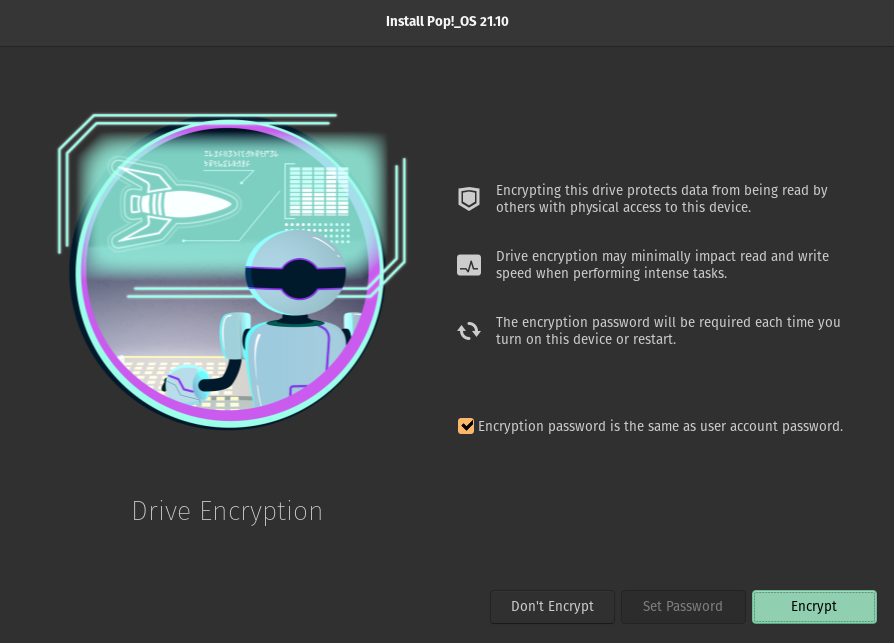 Install Pop!_OS 21.10
Encrypting this drive protects data from being read by
others with physical access to this device.
Drive encryption may minimally impact read and write
speed when performing intense tasks.
The encryption password will be required each time you
turn on this device or restart.
Encryption password is the same as user account password.
Drive Encryption
Don't Encrypt
Set Password
Encrypt